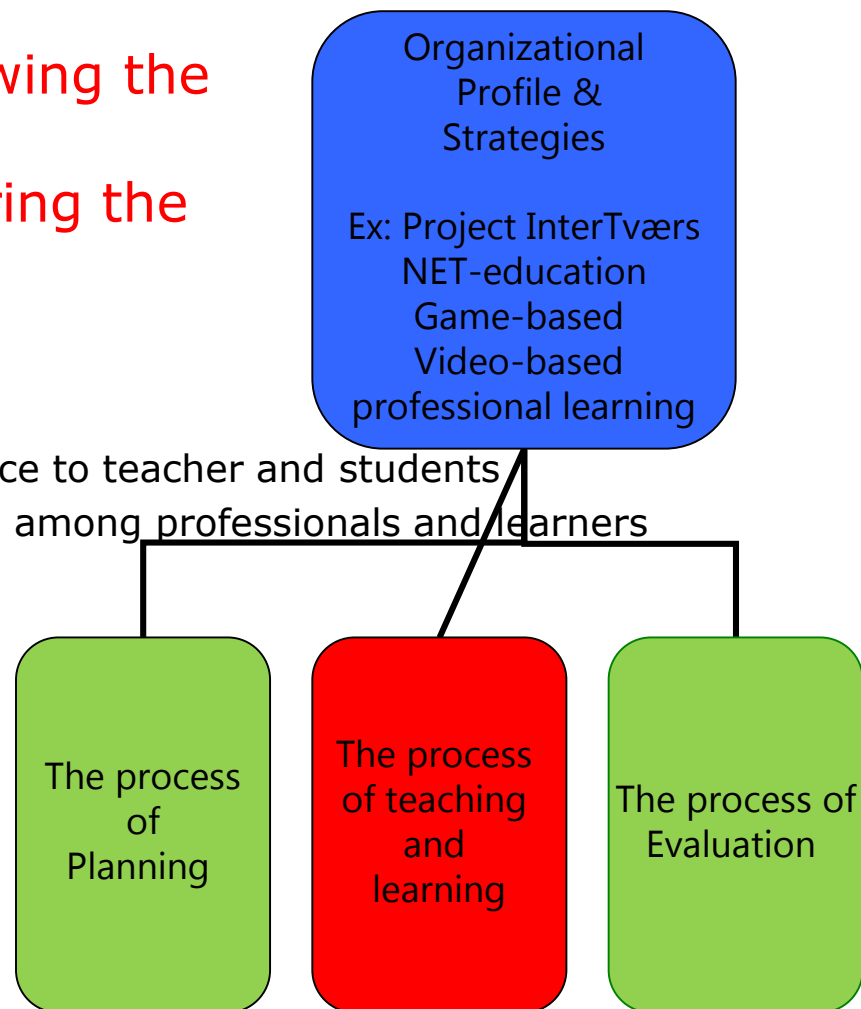 wing the
ring the
Organizational
Profile &
Strategies
Ex: Project InterTværs
NET-education
Game-based
Video-based
professional learning
ce to teacher and students
among professionals and learners
The process
of
Planning
The process
of teaching
and
learning
The process of
Evaluation